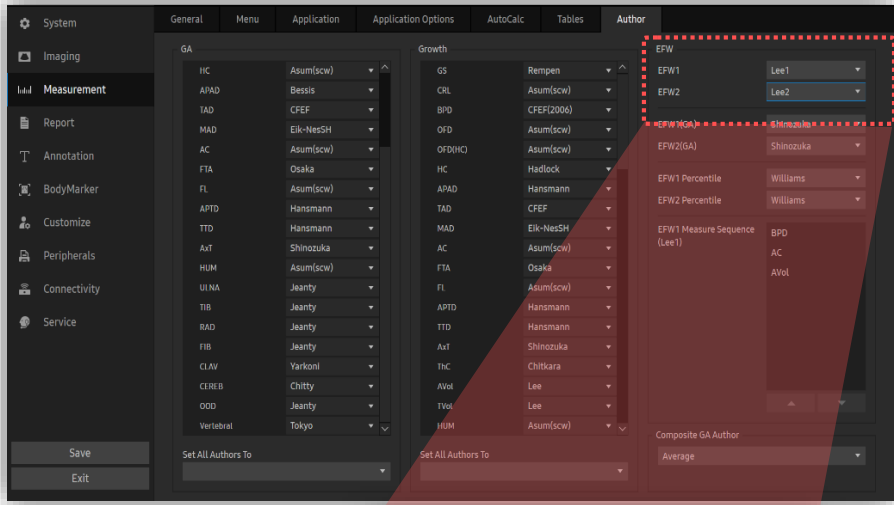 System
Imaging
Measurement
Report
Annotation
BodyMarker
Customize
Peripherals
Connectivity
Service
Save
Exit
General Menu Application Application Options AutoCalc Tables Author
GA
HC Asum(scw)
APAD Bessis
TAD CFEF
MAD Eik-NesSH
AC Asum(scw)
FTA Osaka
FL Asum(scw)
APTD Hansmann
TTD Hansmann
AxT Shinozuka
HUM Asum(scw)
ULNA Jeanty
TIB Jeanty
RAD Jeanty
FIB Jeanty
CLAV Yarkoni
CEREB Chitty
OOD Jeanty
Vertebral Tokyo
Set All Authors To
Growth
GS Rempen
CRL Asum(scw)
BPD CFEF(2006)
OFD Asum(scw)
OFD(HC) Asum(scw)
HC Hadlock
APAD Hansmann
TAD CFEF
MAD Eik-NesSH
AC Asum(scw)
FTA Osaka
FL Asum(scw)
APTD Hansmann
TTD Hansmann
AxT Shinozuka
ThC Chitkara
AVol Lee
TVol Lee
HUM Asum(scw)
Set All Authors To
EFW
EFW1 Lee1
EFW2 Lee2
EFW1(GA) Shinozuka
EFW2(GA) Shinozuka
EFW1 Percentile Williams
EFW2 Percentile Williams
EFW1 Measure Sequence
(Lee1)
BPD
AC
AVol
Composite GA Author
Average